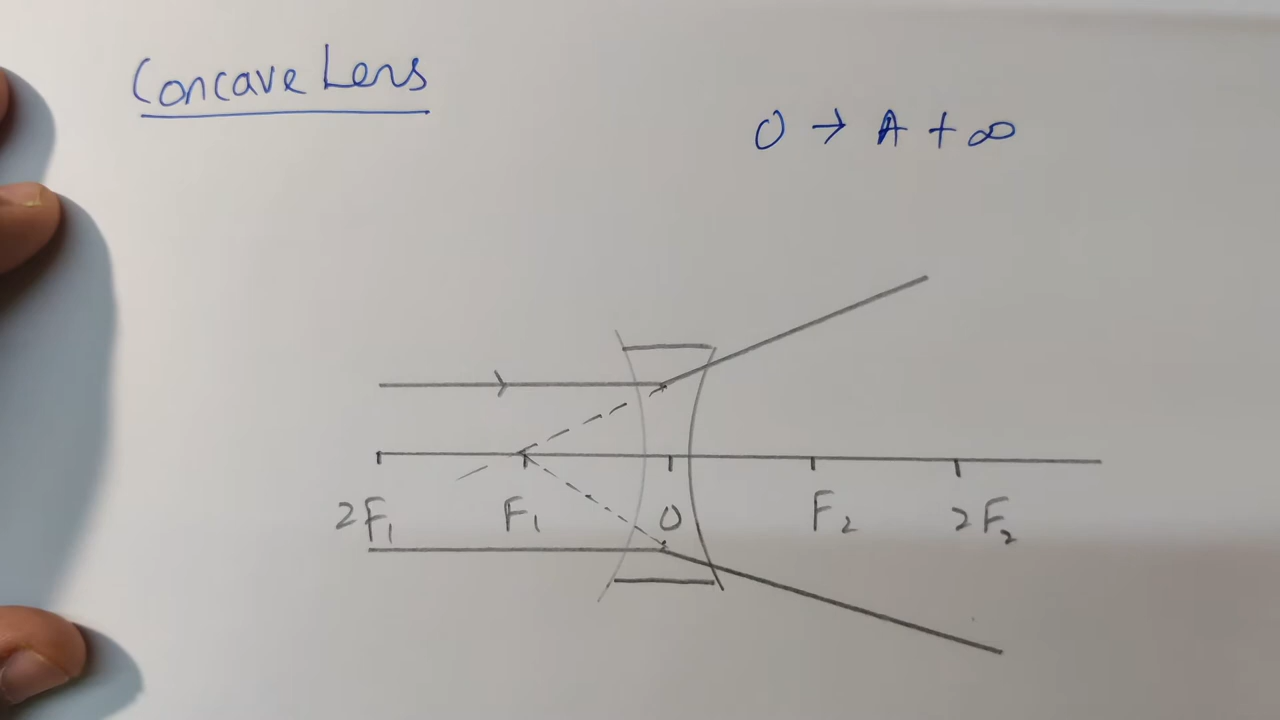 Concave Lens
O → A + ∞
2F₁ F₁ O F₂ 2F₂